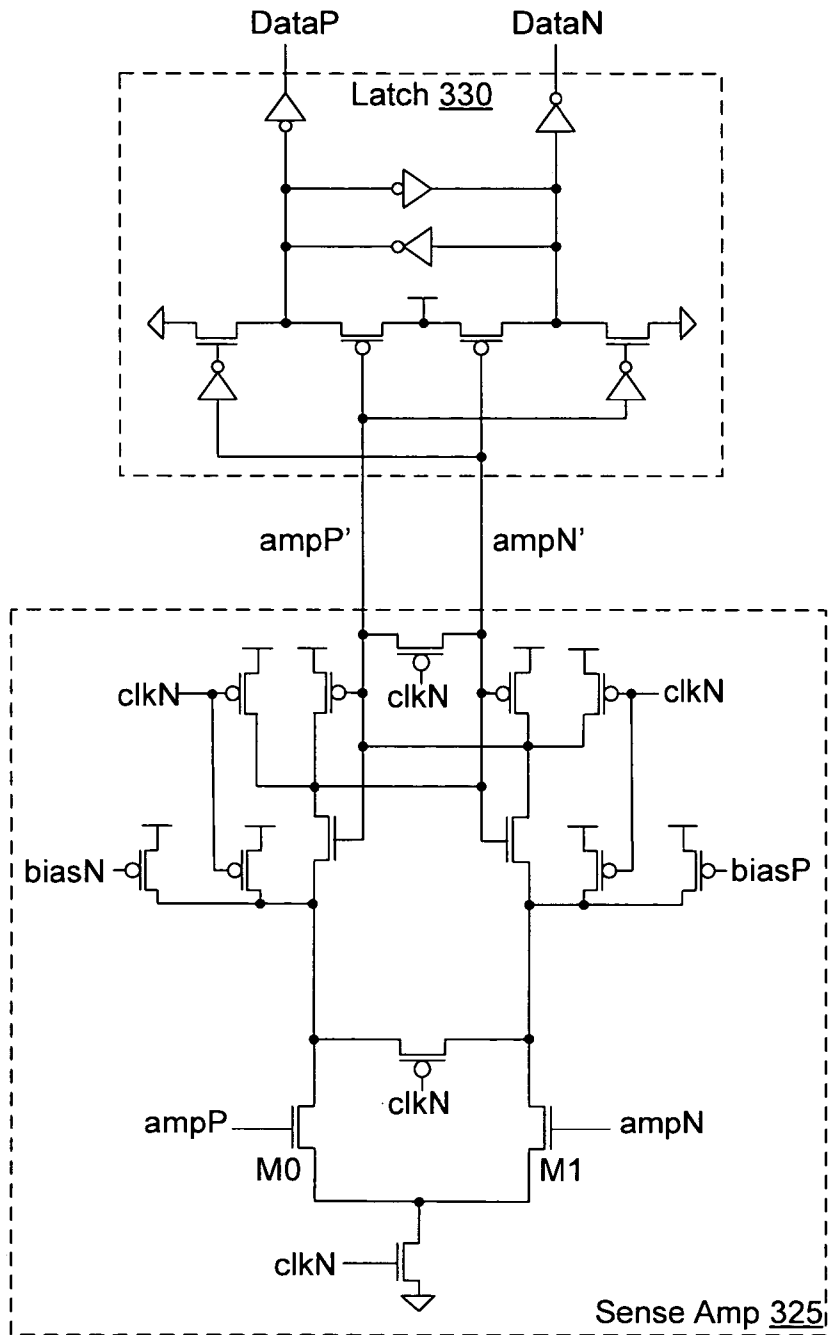 DataP
DataN
Latch 330
ampP'
ampN'
clkN
clkN
clkN
biasN
biasP
clkN
ampP
ampN
M0
M1
clkN
Sense Amp 325